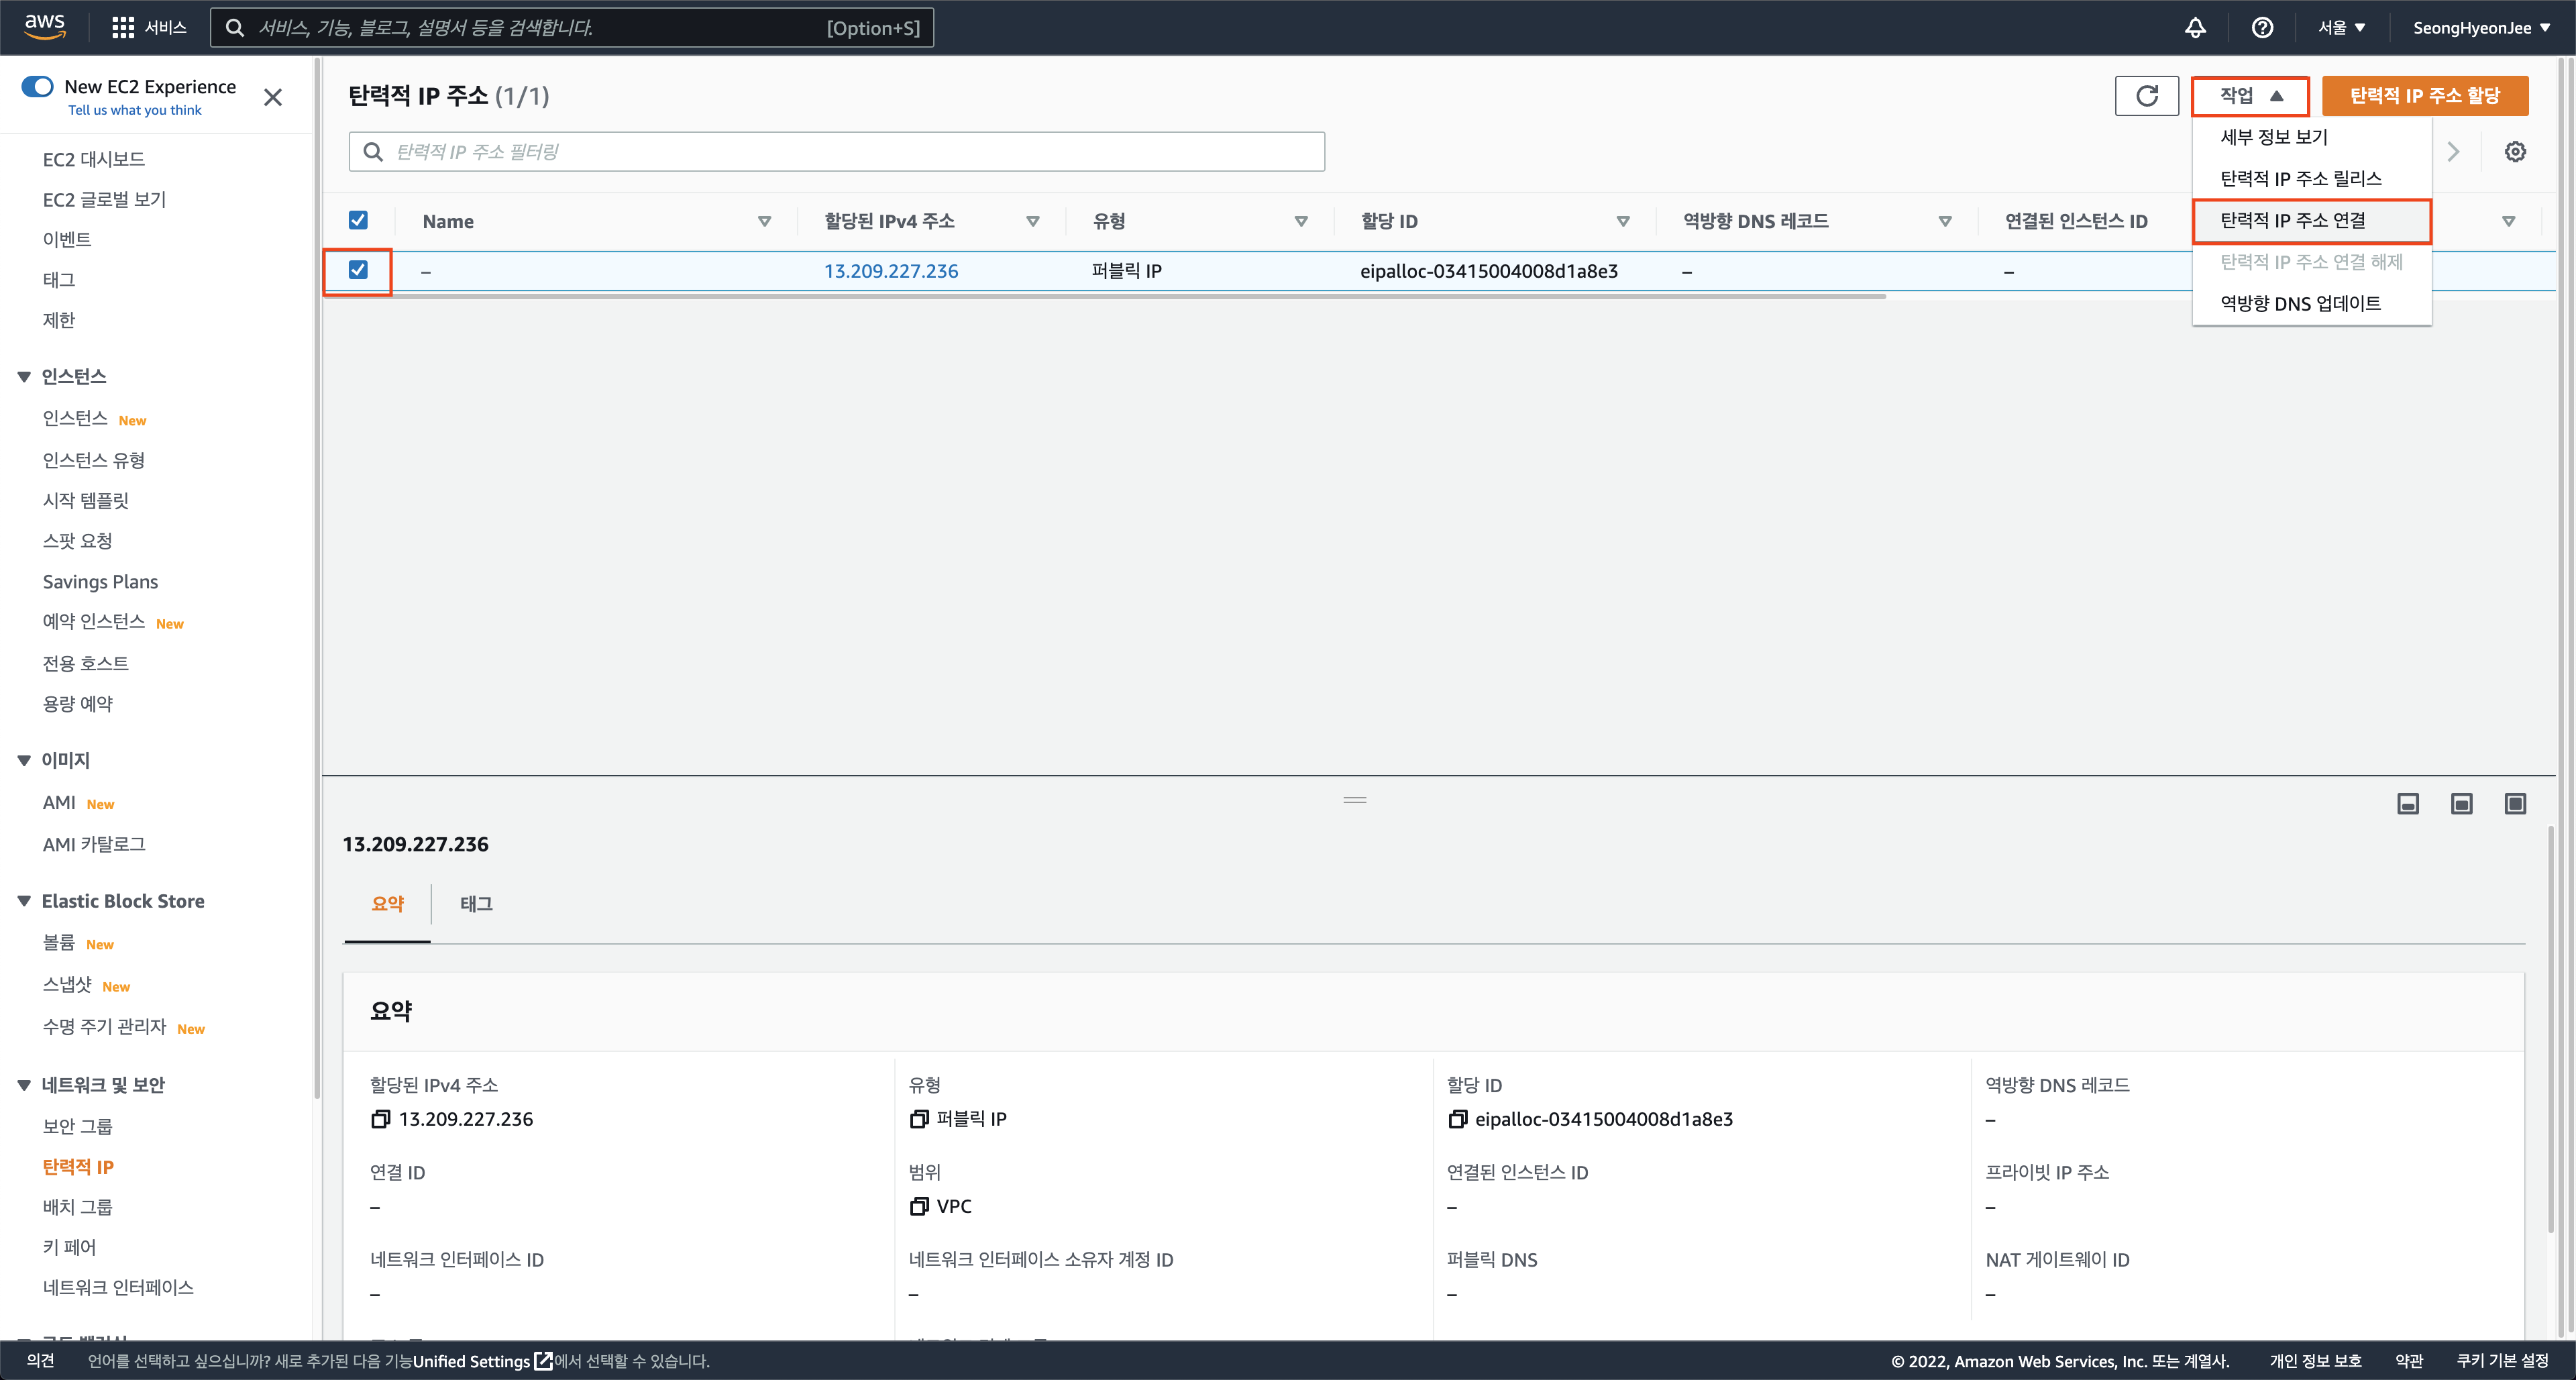 aws
서비스
서비스, 기능, 블로그, 설명서 등을 검색합니다.
[Option+S]
서울
SeongHyeonJee
New EC2 Experience
Tell us what you think
EC2 대시보드
EC2 글로벌 보기
이벤트
태그
제한
인스턴스
인스턴스 New
인스턴스 유형
시작 템플릿
스팟 요청
Savings Plans
예약 인스턴스 New
전용 호스트
용량 예약
이미지
AMI New
AMI 카탈로그
Elastic Block Store
볼륨 New
스냅샷 New
수명 주기 관리자 New
네트워크 및 보안
보안 그룹
탄력적 IP
배치 그룹
키 페어
네트워크 인터페이스
탄력적 IP 주소 (1/1)
작업
탄력적 IP 주소 할당
탄력적 IP 주소 필터링
세부 정보 보기
탄력적 IP 주소 릴리스
탄력적 IP 주소 연결
탄력적 IP 주소 연결 해제
역방향 DNS 업데이트
Name 할당된 IPv4 주소 유형 할당 ID 역방향 DNS 레코드 연결된 인스턴스 ID
– 13.209.227.236 퍼블릭 IP eipalloc-03415004008d1a8e3 – –
13.209.227.236
요약 태그
요약
할당된 IPv4 주소 유형 할당 ID 역방향 DNS 레코드
13.209.227.236 퍼블릭 IP eipalloc-03415004008d1a8e3 –
연결 ID 범위 연결된 인스턴스 ID 프라이빗 IP 주소
– VPC – –
네트워크 인터페이스 ID 네트워크 인터페이스 소유자 계정 ID 퍼블릭 DNS NAT 게이트웨이 ID
– – – –
의견 언어를 선택하고 싶으십니까? 새로 추가된 다음 기능Unified Settings에서 선택할 수 있습니다. © 2022, Amazon Web Services, Inc. 또는 계열사. 개인 정보 보호 약관 쿠키 기본 설정